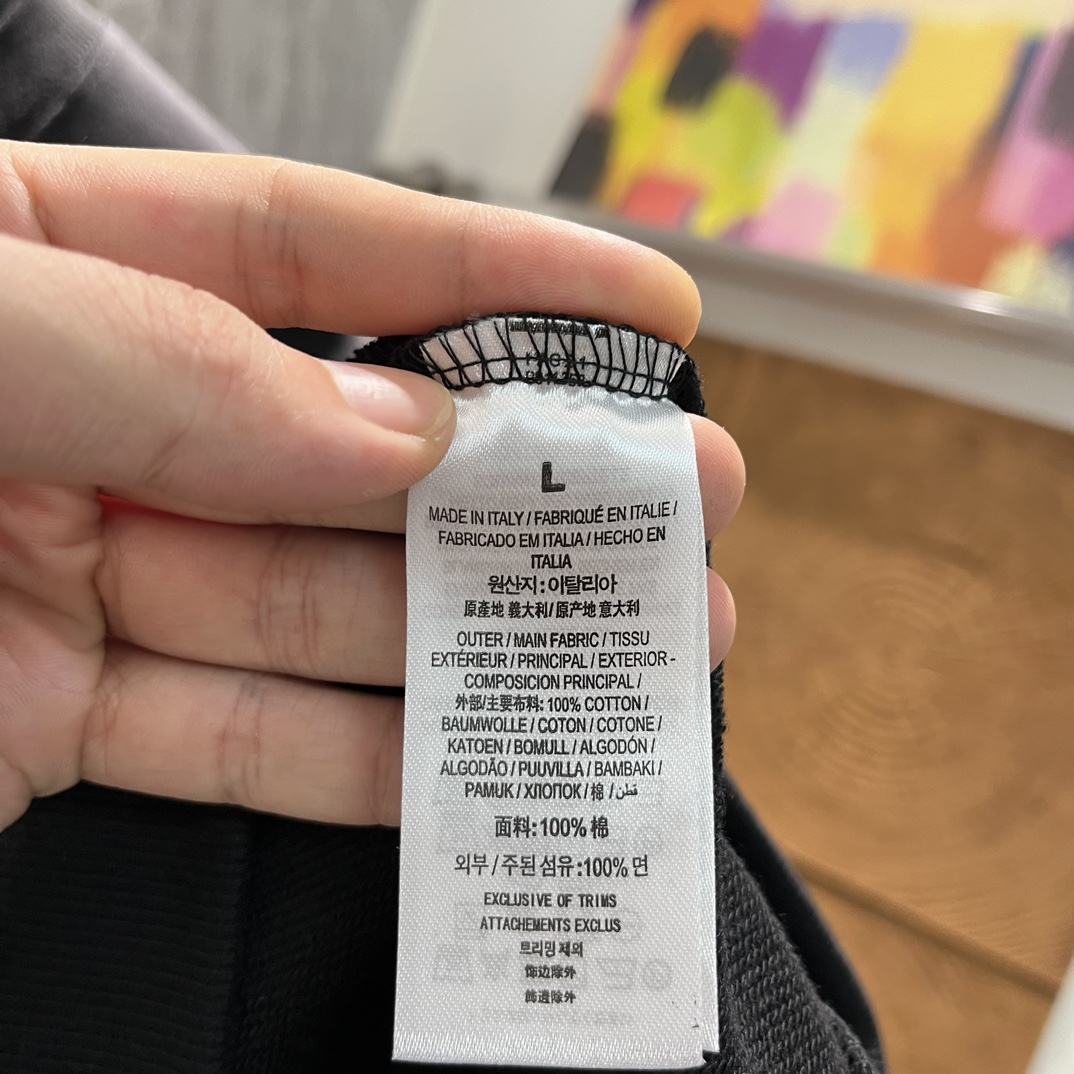 L
MADE IN ITALY / FABRIQUÉ EN ITALIE /
FABRICADO EM ITALIA / HECHO EN
ITALIA
원산지 : 이탈리아
原產地 義大利/ 原产地 意大利
OUTER / MAIN FABRIC / TISSU
EXTÉRIEUR / PRINCIPAL / EXTERIOR -
COMPOSICION PRINCIPAL /
外部/主要布料: 100% COTTON /
BAUMWOLLE / COTON / COTONE /
KATOEN / BOMULL / ALGODÓN /
ALGODÃO / PUUVILLA / BAMBAKI /
PAMUK / ХЛОПОК / 棉 / قطن
面料:100% 棉
외부 / 주된 섬유 :100% 면
EXCLUSIVE OF TRIMS
ATTACHEMENTS EXCLUS
트리밍 제외
饰边除外
飾邊除外